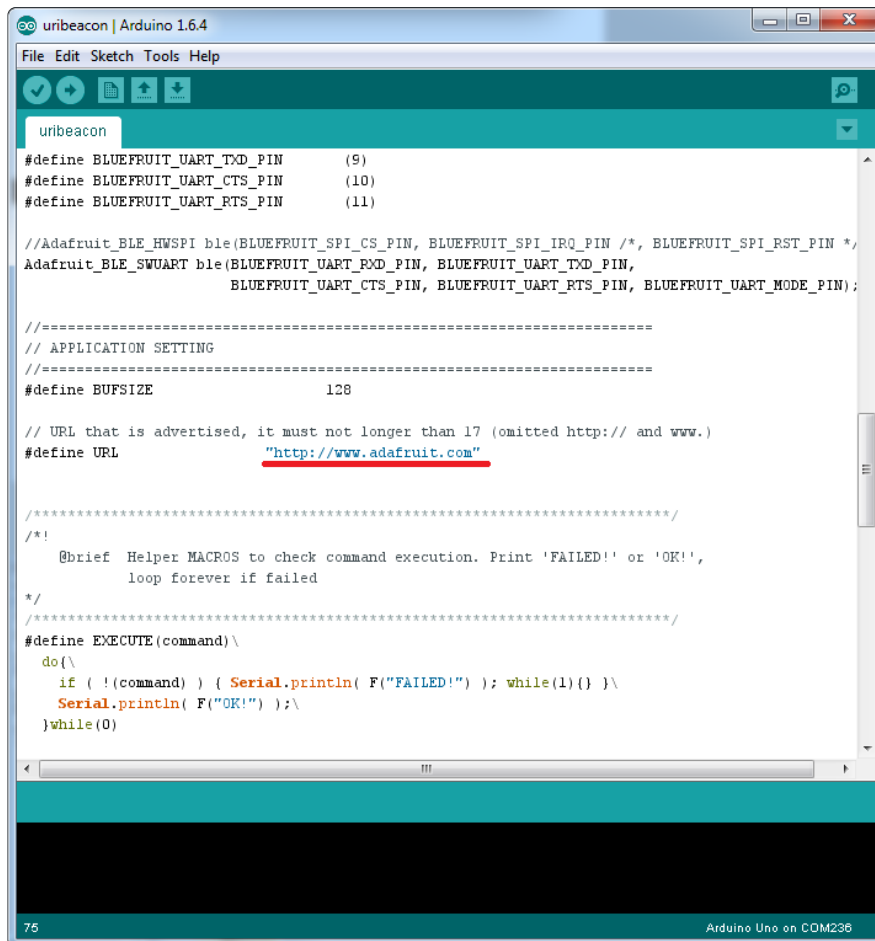 uribeacon | Arduino 1.6.4
File Edit Sketch Tools Help
uribeacon
#define BLUEFRUIT_UART_TXD_PIN (9)
#define BLUEFRUIT_UART_CTS_PIN (10)
#define BLUEFRUIT_UART_RTS_PIN (11)
//Adafruit_BLE_HWSPI ble(BLUEFRUIT_SPI_CS_PIN, BLUEFRUIT_SPI_IRQ_PIN /*, BLUEFRUIT_SPI_RST_PIN */
Adafruit_BLE_SWUART ble(BLUEFRUIT_UART_RXD_PIN, BLUEFRUIT_UART_TXD_PIN,
BLUEFRUIT_UART_CTS_PIN, BLUEFRUIT_UART_RTS_PIN, BLUEFRUIT_UART_MODE_PIN);
//=======================================================================
// APPLICATION SETTING
//=======================================================================
#define BUFSIZE 128
// URL that is advertised, it must not longer than 17 (omitted http:// and www.)
#define URL "http://www.adafruit.com"
/**************************************************************************/
/*!
@brief Helper MACROS to check command execution. Print 'FAILED!' or 'OK!',
loop forever if failed
*/
/**************************************************************************/
#define EXECUTE(command)\
do{\
if ( !(command) ) { Serial.println( F("FAILED!") ); while(1){} }\
Serial.println( F("OK!") );\
}while(0)
75
Arduino Uno on COM236